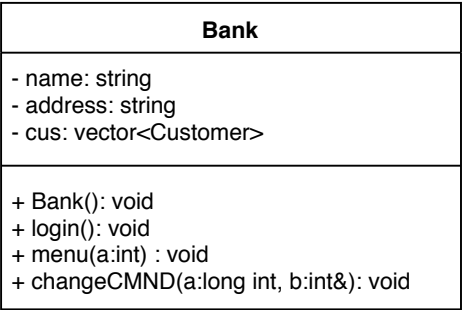 Bank
- name: string
- address: string
- cus: vector<Customer>
+ Bank(): void
+ login(): void
+ menu(a:int) : void
+ changeCMND(a:long int, b:int&): void